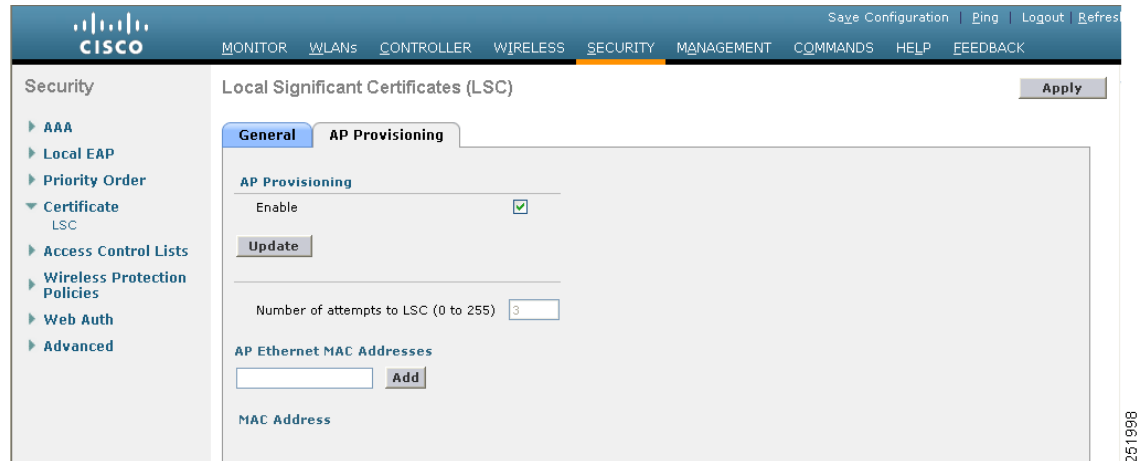 Save Configuration | Ping | Logout | Refres
CISCO
MONITOR WLANs CONTROLLER WIRELESS SECURITY MANAGEMENT COMMANDS HELP FEEDBACK
Security
Local Significant Certificates (LSC)
Apply
AAA
Local EAP
Priority Order
Certificate
LSC
Access Control Lists
Wireless Protection
Policies
Web Auth
Advanced
General
AP Provisioning
AP Provisioning
Enable
Update
Number of attempts to LSC (0 to 255) 3
AP Ethernet MAC Addresses
Add
MAC Address
251998